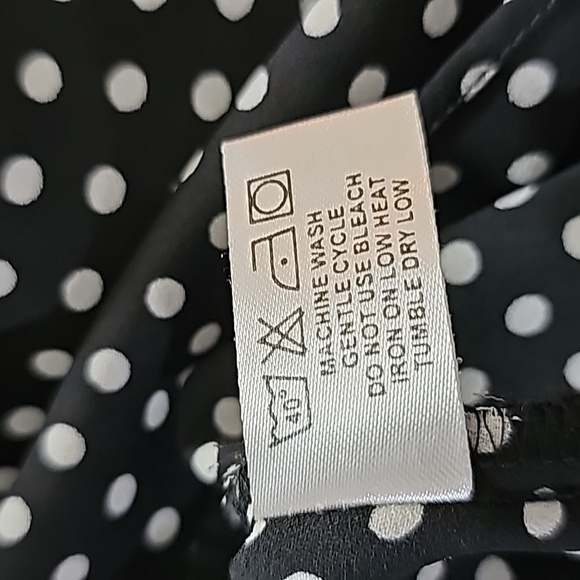 40°
MACHINE WASH
GENTLE CYCLE
DO NOT USE BLEACH
IRON ON LOW HEAT
TUMBLE DRY LOW